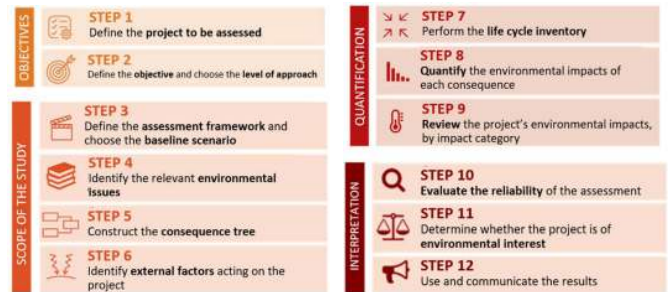 OBJECTIVES
STEP 1
Define the project to be assessed
STEP 2
Define the objective and choose the level of approach
SCOPE OF THE STUDY
STEP 3
Define the assessment framework and
choose the baseline scenario
STEP 4
Identify the relevant environmental
issues
STEP 5
Construct the consequence tree
STEP 6
Identify external factors acting on the
project
QUANTIFICATION
STEP 7
Perform the life cycle inventory
STEP 8
Quantify the environmental impacts of
each consequence
STEP 9
Review the project's environmental impacts,
by impact category
INTERPRETATION
STEP 10
Evaluate the reliability of the assessment
STEP 11
Determine whether the project is of
environmental interest
STEP 12
Use and communicate the results